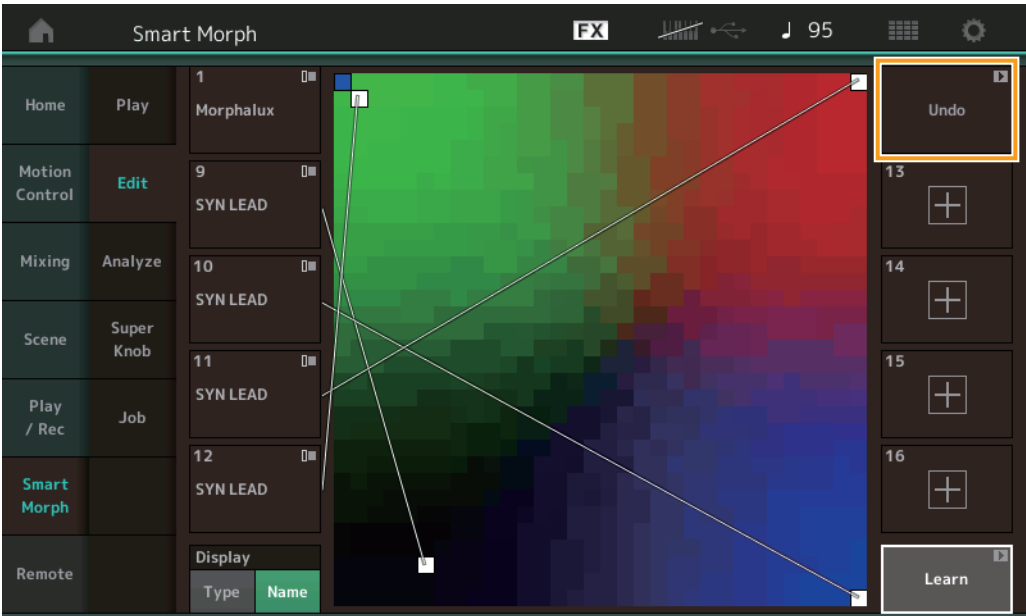 Smart Morph
FX
95
Home
Motion
Control
Mixing
Scene
Play
/ Rec
Smart
Morph
Remote
Play
Edit
Analyze
Super
Knob
Job
1
Morphalux
9
SYN LEAD
10
SYN LEAD
11
SYN LEAD
12
SYN LEAD
Display
Type
Name
Undo
13
14
15
16
Learn